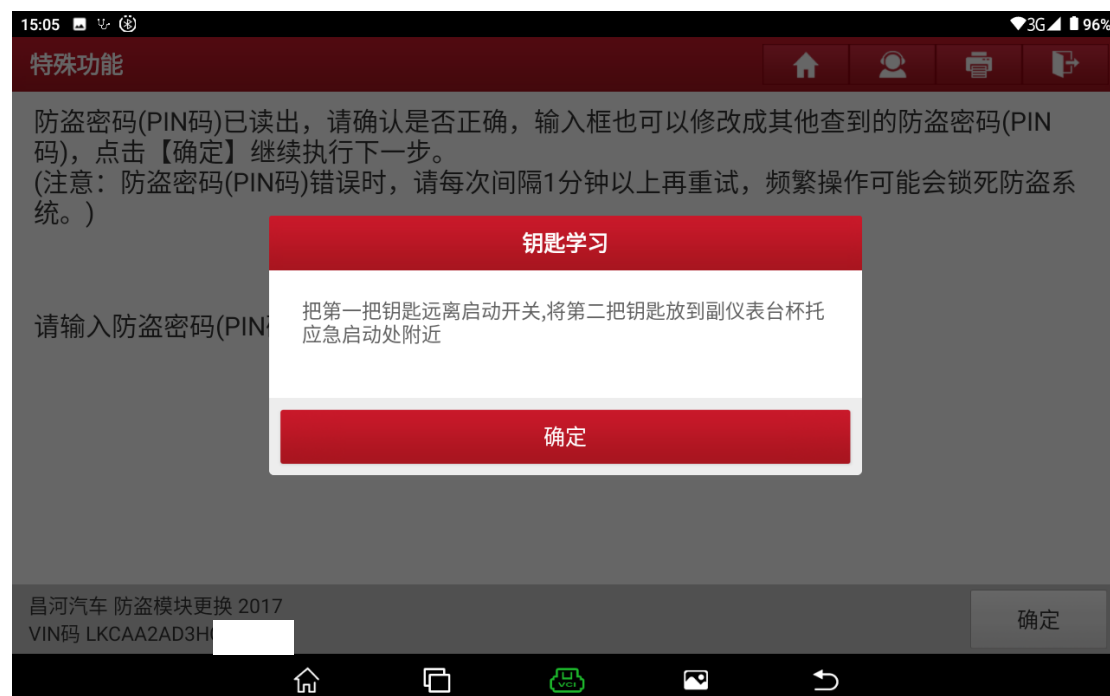 15:05
3G 96%
特殊功能
防盗密码(PIN码)已读出，请确认是否正确，输入框也可以修改成其他查到的防盗密码(PIN
码)，点击【确定】继续执行下一步。
(注意：防盗密码(PIN码)错误时，请每次间隔1分钟以上再重试，频繁操作可能会锁死防盗系
统。)
钥匙学习
把第一把钥匙远离启动开关,将第二把钥匙放到副仪表台杯托
应急启动处附近
请输入防盗密码(PIN
确定
昌河汽车 防盗模块更换 2017
VIN码 LKCAA2AD3H
确定
VCI